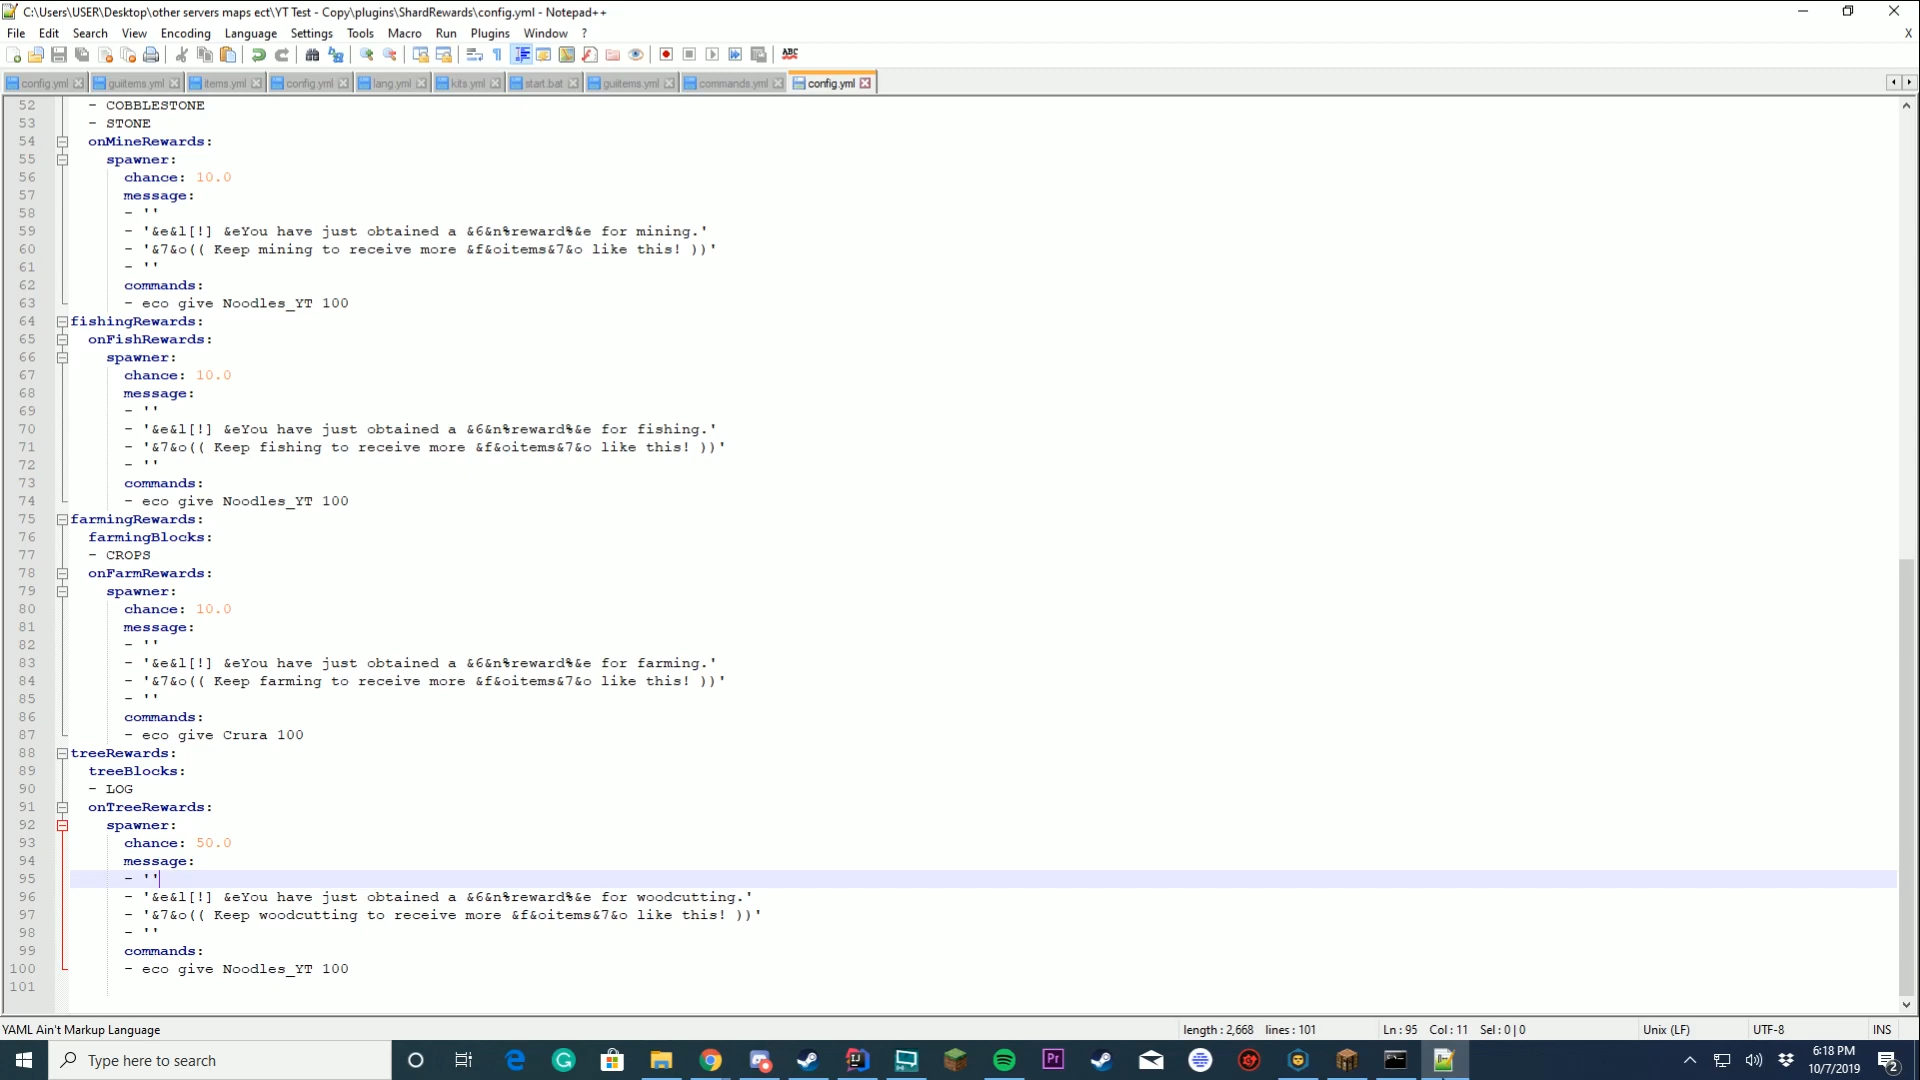 C:\Users\USER\Desktop\other servers maps ect\YT Test - Copy\plugins\ShardRewards\config.yml - Notepad++
File Edit Search View Encoding Language Settings Tools Macro Run Plugins Window ? X
config.yml guiitems.yml items.yml config.yml lang.yml kits.yml start.bat guiitems.yml commands.yml config.yml
52 - COBBLESTONE
53 - STONE
54 onMineRewards:
55 spawner:
56 chance: 10.0
57 message:
58 - ''
59 - '&e&l[!] &eYou have just obtained a &6&n%reward%&e for mining.'
60 - '&7&o(( Keep mining to receive more &f&oitems&7&o like this! ))'
61 - ''
62 commands:
63 - eco give Noodles_YT 100
64 fishingRewards:
65 onFishRewards:
66 spawner:
67 chance: 10.0
68 message:
69 - ''
70 - '&e&l[!] &eYou have just obtained a &6&n%reward%&e for fishing.'
71 - '&7&o(( Keep fishing to receive more &f&oitems&7&o like this! ))'
72 - ''
73 commands:
74 - eco give Noodles_YT 100
75 farmingRewards:
76 farmingBlocks:
77 - CROPS
78 onFarmRewards:
79 spawner:
80 chance: 10.0
81 message:
82 - ''
83 - '&e&l[!] &eYou have just obtained a &6&n%reward%&e for farming.'
84 - '&7&o(( Keep farming to receive more &f&oitems&7&o like this! ))'
85 - ''
86 commands:
87 - eco give Crura 100
88 treeRewards:
89 treeBlocks:
90 - LOG
91 onTreeRewards:
92 spawner:
93 chance: 50.0
94 message:
95 - ''
96 - '&e&l[!] &eYou have just obtained a &6&n%reward%&e for woodcutting.'
97 - '&7&o(( Keep woodcutting to receive more &f&oitems&7&o like this! ))'
98 - ''
99 commands:
100 - eco give Noodles_YT 100
101
YAML Ain't Markup Language length : 2,668 lines : 101 Ln : 95 Col : 11 Sel : 0 | 0 Unix (LF) UTF-8 INS
Type here to search
6:18 PM
10/7/2019
2